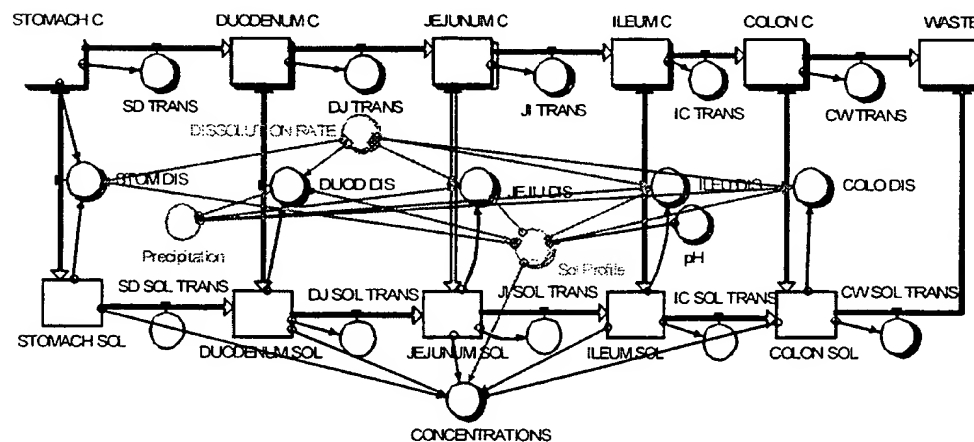 STOMACH C DUODENUM C JEJUNUM C ILEUM C COLON C WASTE
SD TRANS DJ TRANS JI TRANS IC TRANS CW TRANS
DISSOLUTION RATE
STOM DIS DUOD DIS JEJU DIS ILEU DIS COLO DIS
Precipitation Sol Profile pH
SD SOL TRANS DJ SOL TRANS JI SOL TRANS IC SOL TRANS CW SOL TRANS
STOMACH SOL DUODENUM SOL JEJUNUM SOL ILEUM SOL COLON SOL
CONCENTRATIONS